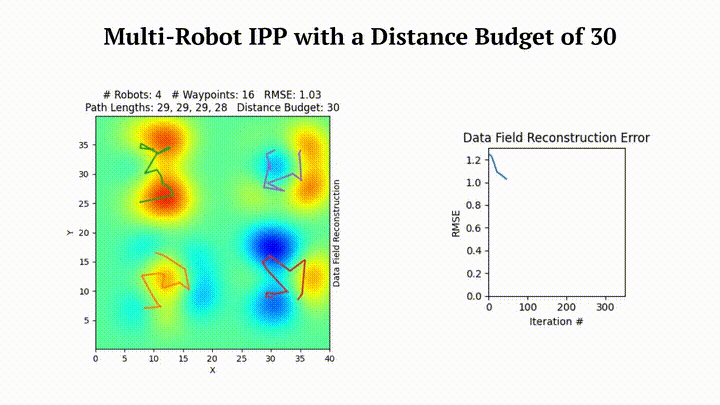 Multi-Robot IPP with a Distance Budget of 30
# Robots: 4 # Waypoints: 16 RMSE: 1.03
Path Lengths: 29, 29, 29, 28 Distance Budget: 30
35
30
25
20
15
10
5
Y
0 5 10 15 20 25 30 35 40
X
Data Field Reconstruction
Data Field Reconstruction Error
1.2
1.0
0.8
0.6
0.4
0.2
0.0
RMSE
0 100 200 300
Iteration #